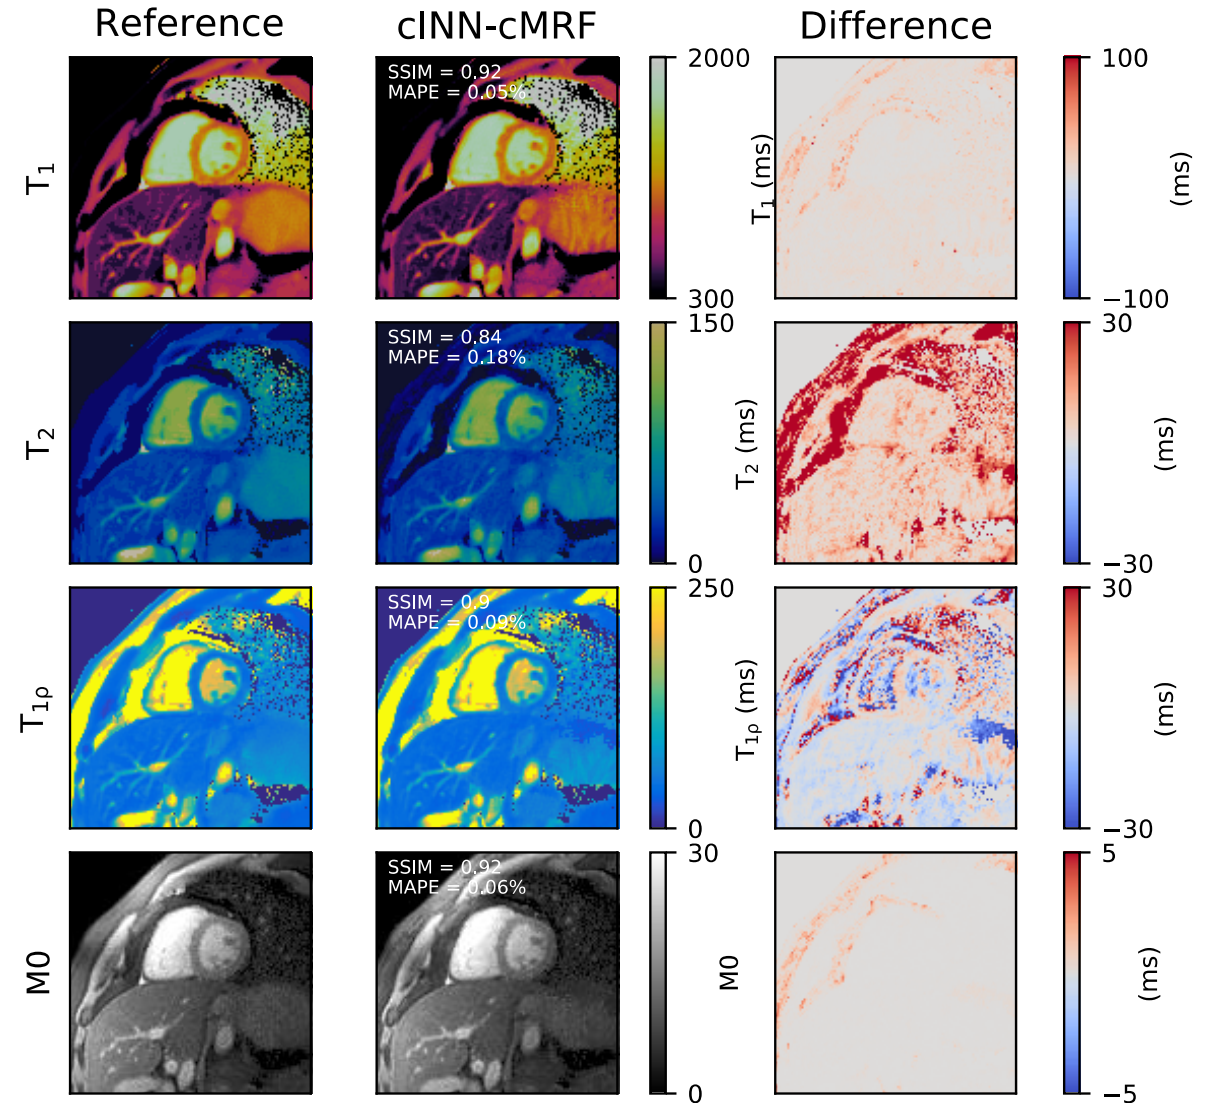 Reference cINN-cMRF Difference
T₁
SSIM = 0.92
MAPE = 0.05%
2000
300
T₁ (ms)
100
−100
(ms)
T₂
SSIM = 0.84
MAPE = 0.18%
150
0
T₂ (ms)
30
−30
(ms)
T₁ρ
SSIM = 0.9
MAPE = 0.09%
250
0
T₁ρ (ms)
30
−30
(ms)
M0
SSIM = 0.92
MAPE = 0.06%
30
0
M0
5
−5
(ms)